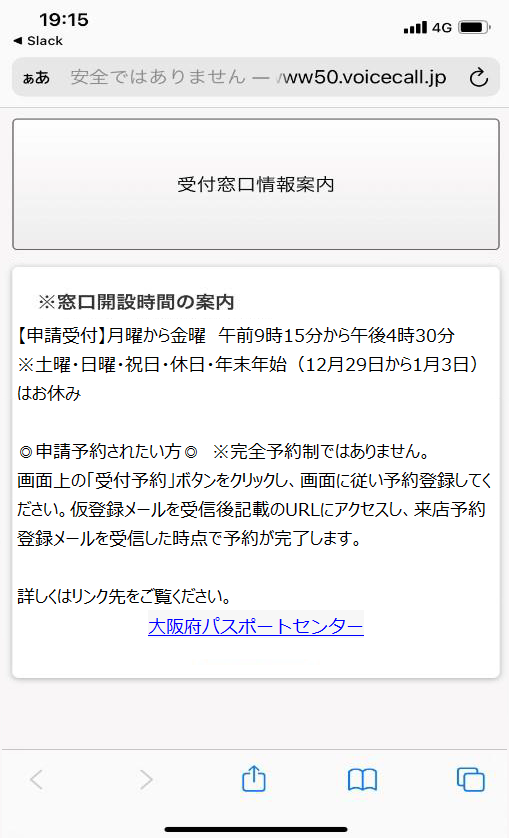 19:15
4G
◀ Slack
ぁあ 安全ではありません — ww50.voicecall.jp
受付窓口情報案内
※窓口開設時間の案内
【申請受付】月曜から金曜　午前9時15分から午後4時30分
※土曜・日曜・祝日・休日・年末年始（12月29日から1月3日）
はお休み
◎申請予約されたい方◎　※完全予約制ではありません。
画面上の「受付予約」ボタンをクリックし、画面に従い予約登録してく
ださい。仮登録メールを受信後記載のURLにアクセスし、来店予約
登録メールを受信した時点で予約が完了します。
詳しくはリンク先をご覧ください。
大阪府パスポートセンター